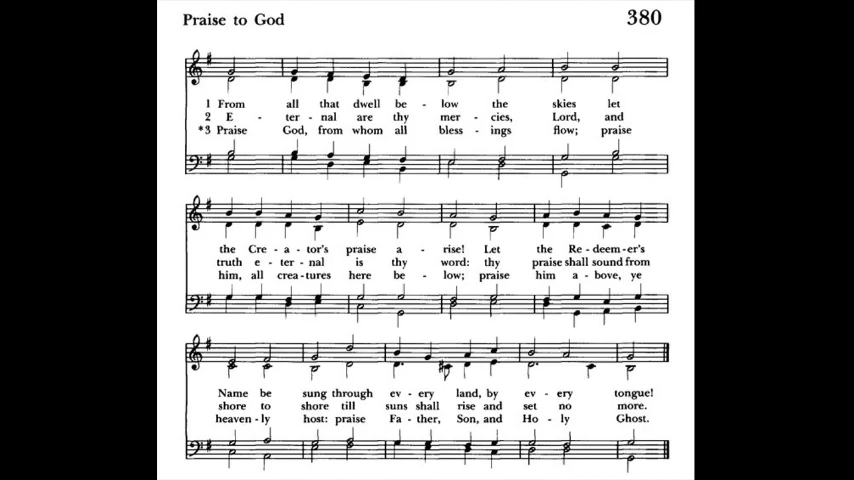 Praise to God 380
1 From all that dwell be - low the skies let
2 E - ter - nal are thy mer - cies, Lord, and
*3 Praise God, from whom all bless - ings flow; praise
the Cre - a - tor's praise a - rise! Let the Re - deem - er's
truth e - ter - nal is thy word: thy praise shall sound from
him, all crea - tures here be - low; praise him a - bove, ye
Name be sung through ev - ery land, by ev - ery tongue!
shore to shore till suns shall rise and set no more.
heaven - ly host: praise Fa - ther, Son, and Ho - ly Ghost.